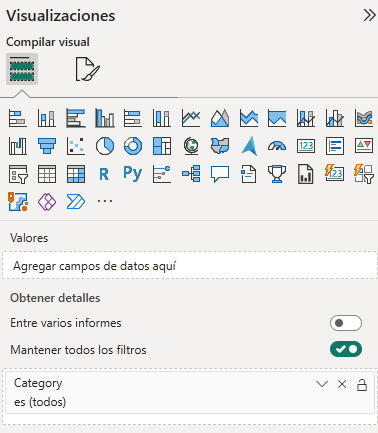 Visualizaciones
Compilar visual
R Py
123
123
Valores
Agregar campos de datos aquí
Obtener detalles
Entre varios informes
Mantener todos los filtros
Category
es (todos)